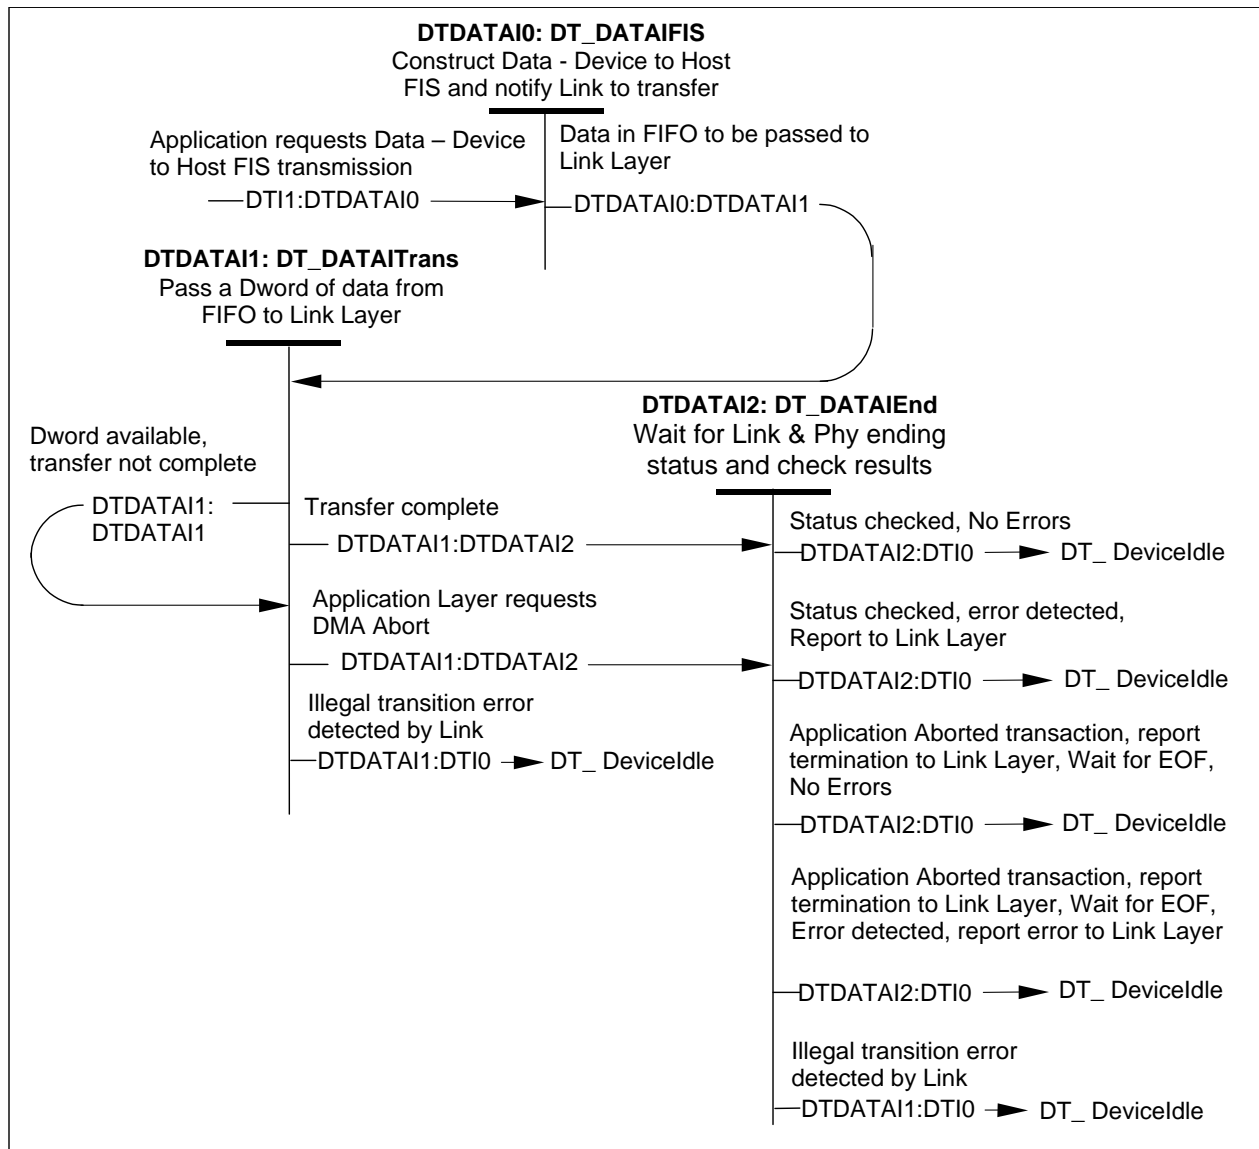 DTDATAI0: DT_DATAIFIS
Construct Data - Device to Host
FIS and notify Link to transfer
Application requests Data – Device
to Host FIS transmission
DTI1:DTDATAI0
Data in FIFO to be passed to
Link Layer
DTDATAI0:DTDATAI1
DTDATAI1: DT_DATAITrans
Pass a Dword of data from
FIFO to Link Layer
Dword available,
transfer not complete
DTDATAI1:
DTDATAI1
Transfer complete
DTDATAI1:DTDATAI2
Application Layer requests
DMA Abort
DTDATAI1:DTDATAI2
Illegal transition error
detected by Link
DTDATAI1:DTI0
DT_ DeviceIdle
DTDATAI2: DT_DATAIEnd
Wait for Link & Phy ending
status and check results
Status checked, No Errors
DTDATAI2:DTI0
DT_ DeviceIdle
Status checked, error detected,
Report to Link Layer
DTDATAI2:DTI0
DT_ DeviceIdle
Application Aborted transaction, report
termination to Link Layer, Wait for EOF,
No Errors
DTDATAI2:DTI0
DT_ DeviceIdle
Application Aborted transaction, report
termination to Link Layer, Wait for EOF,
Error detected, report error to Link Layer
DTDATAI2:DTI0
DT_ DeviceIdle
Illegal transition error
detected by Link
DTDATAI1:DTI0
DT_ DeviceIdle